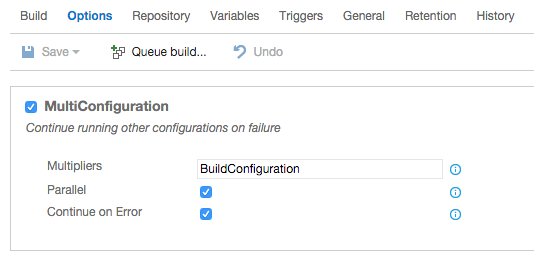 Build Options Repository Variables Triggers General Retention History
Save Queue build... Undo
MultiConfiguration
Continue running other configurations on failure
Multipliers BuildConfiguration
Parallel
Continue on Error